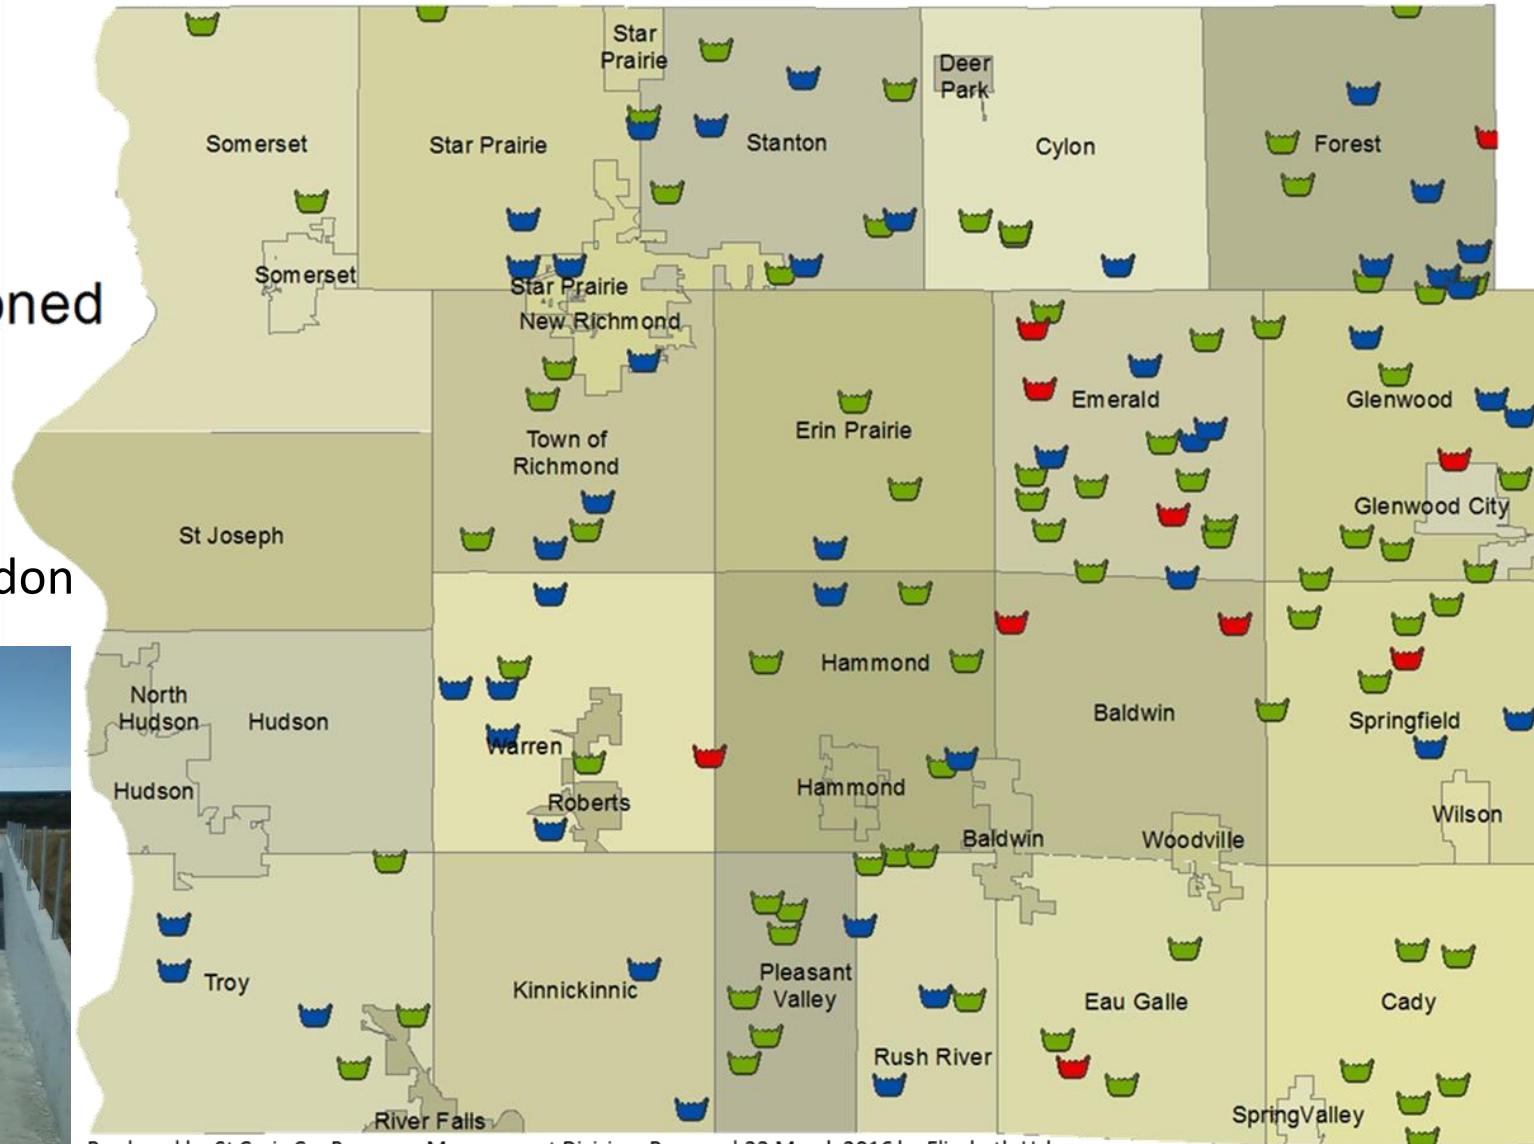 Star
Prairie
Deer
Park
Somerset
Star Prairie
Stanton
Cylon
Forest
Somerset
Star Prairie
New Richmond
oned
Town of
Richmond
Erin Prairie
Emerald
Glenwood
Glenwood City
St Joseph
don
North
Hudson
Hudson
Hudson
Warren
Roberts
Hammond
Hammond
Baldwin
Baldwin
Woodville
Springfield
Wilson
Troy
Kinnickinnic
Pleasant
Valley
Rush River
Eau Galle
Cady
River Falls
SpringValley